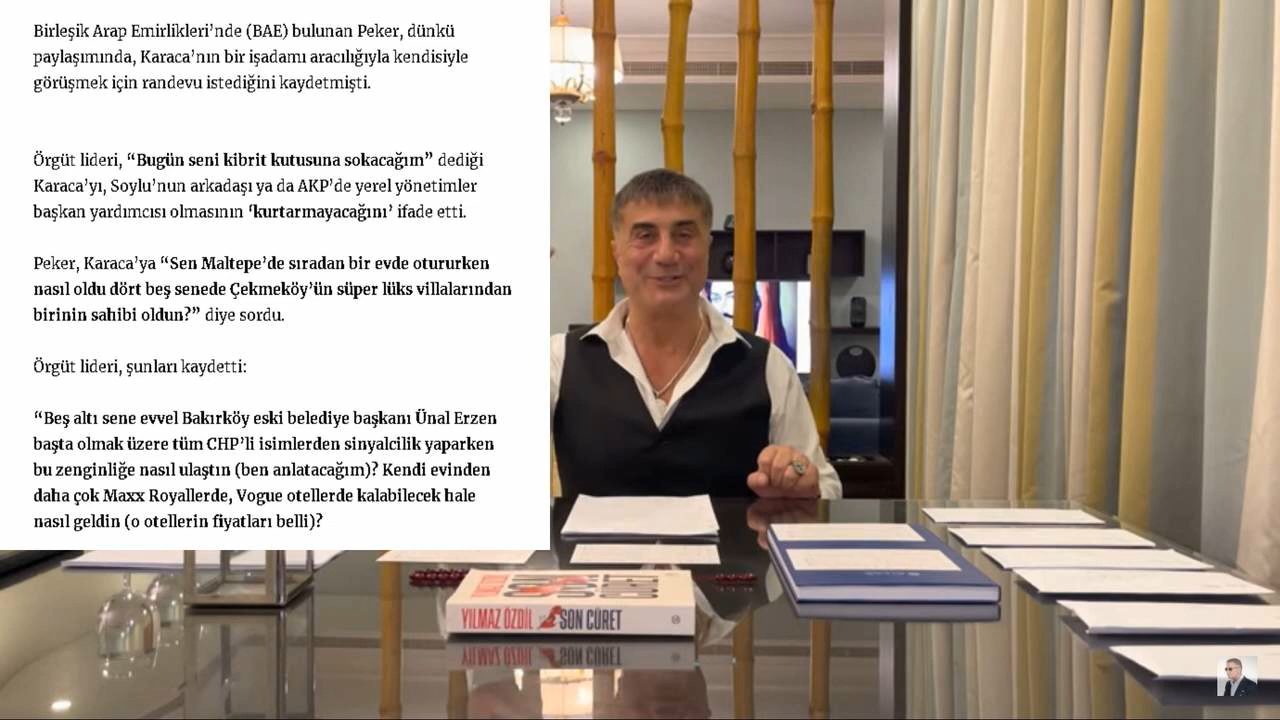 Birleşik Arap Emirlikleri’nde (BAE) bulunan Peker, dünkü
paylaşımında, Karaca’nın bir işadamı aracılığıyla kendisiyle
görüşmek için randevu istediğini kaydetmişti.
Örgüt lideri, “Bugün seni kibrit kutusuna sokacağım” dediği
Karaca’yı, Soylu’nun arkadaşı ya da AKP’de yerel yönetimler
başkan yardımcısı olmasının ‘kurtarmayacağını’ ifade etti.
Peker, Karaca’ya “Sen Maltepe’de sıradan bir evde otururken
nasıl oldu dört beş senede Çekmeköy’ün süper lüks villalarından
birinin sahibi oldun?” diye sordu.
Örgüt lideri, şunları kaydetti:
“Beş altı sene evvel Bakırköy eski belediye başkanı Ünal Erzen
başta olmak üzere tüm CHP’li isimlerden sinyalcilik yaparken
bu zenginliğe nasıl ulaştın (ben anlatacağım)? Kendi evinden
daha çok Maxx Royallerde, Vogue otellerde kalabilecek hale
nasıl geldin (o otellerin fiyatları belli)?
YILMAZ ÖZDİL SON CÜRET